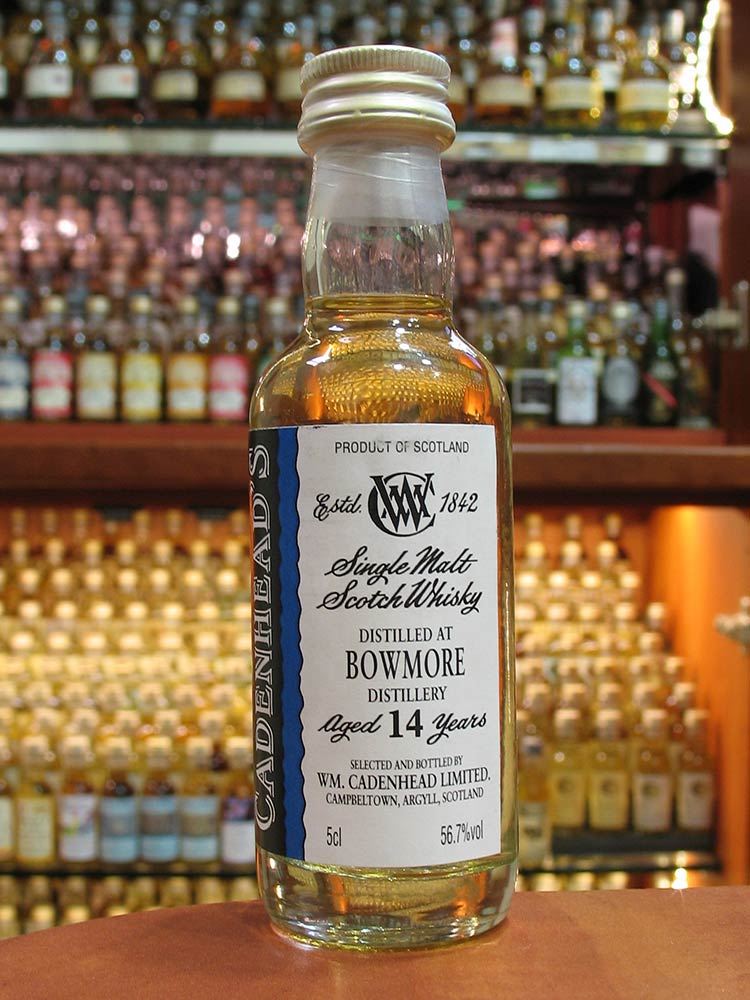 CADENHEAD'S
PRODUCT OF SCOTLAND
Estd. WMC 1842
Single Malt
Scotch Whisky
DISTILLED AT
BOWMORE
DISTILLERY
Aged 14 Years
SELECTED AND BOTTLED BY
WM. CADENHEAD LIMITED.
CAMPBELTOWN, ARGYLL, SCOTLAND
5cl 56.7%vol